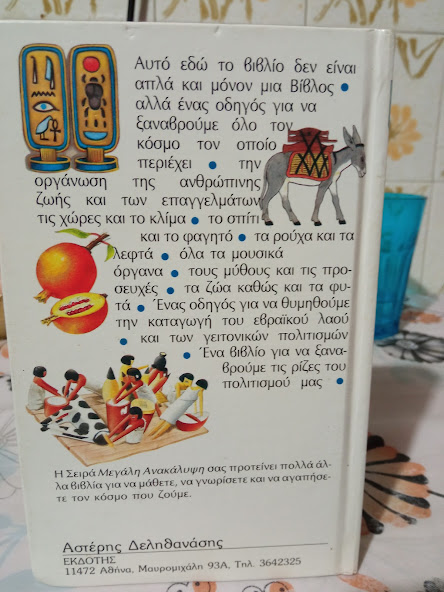 Αυτό εδώ το βιβλίο δεν είναι
απλά και μόνον μια Βίβλος •
αλλά ένας οδηγός για να
ξαναβρούμε όλο τον
κόσμο τον οποίο
περιέχει • την
οργάνωση της ανθρώπινης
ζωής και των επαγγελμάτων
τις χώρες και το κλίμα • το σπίτι
και το φαγητό • τα ρούχα και τα
λεφτά • όλα τα μουσικά
όργανα • τους μύθους και τις προ-
σευχές • τα ζώα καθώς και τα φυ-
τά • Ένας οδηγός για να θυμηθούμε
την καταγωγή του εβραϊκού λαού
• και των γειτονικών πολιτισμών
• Ένα βιβλίο για να ξανα-
βρούμε τις ρίζες του
πολιτισμού μας •
Η Σειρά Μεγάλη Ανακάλυψη σας προτείνει πολλά άλ-
λα βιβλία για να μάθετε, να γνωρίσετε και να αγαπήσε-
τε τον κόσμο που ζούμε.
Αστέρης Δεληθανάσης
ΕΚΔΟΤΗΣ
11472 Αθήνα, Μαυρομιχάλη 93Α, Τηλ. 3642325